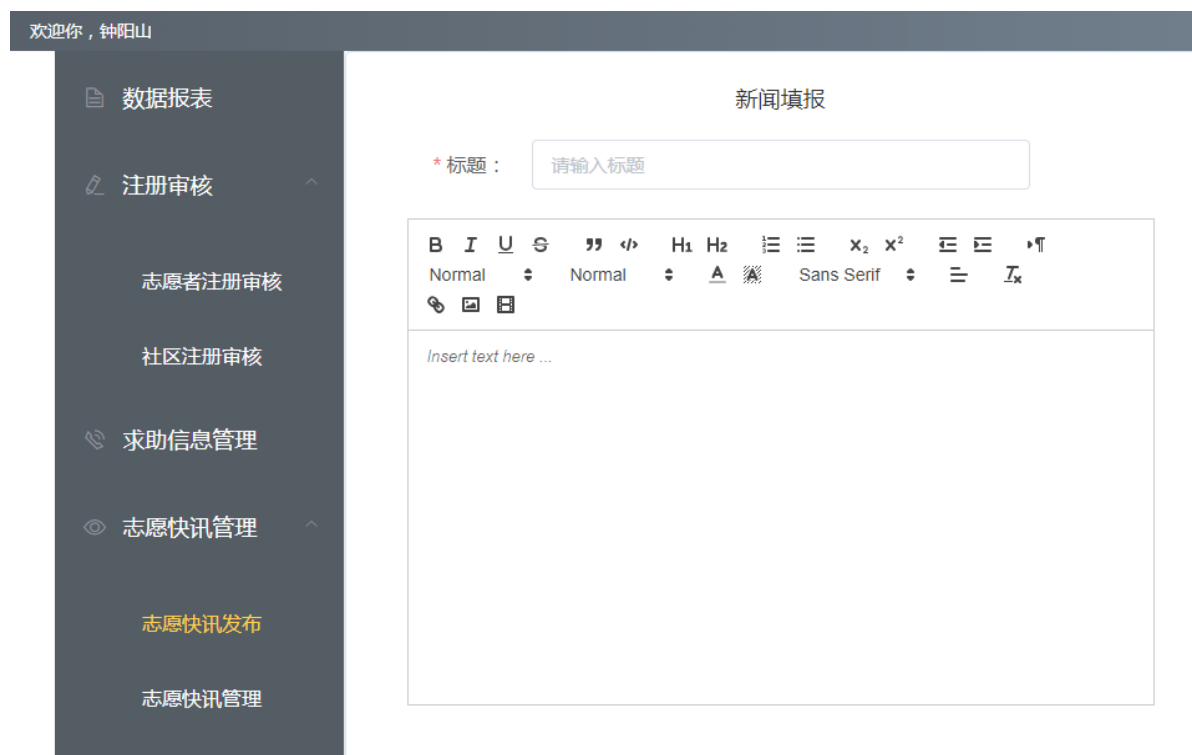 欢迎你，钟阳山
数据报表
注册审核
志愿者注册审核
社区注册审核
求助信息管理
志愿快讯管理
志愿快讯发布
志愿快讯管理
新闻填报
* 标题： 请输入标题
B I U S H1 H2 X2 X2
Normal Normal A A Sans Serif Tx
Insert text here ...